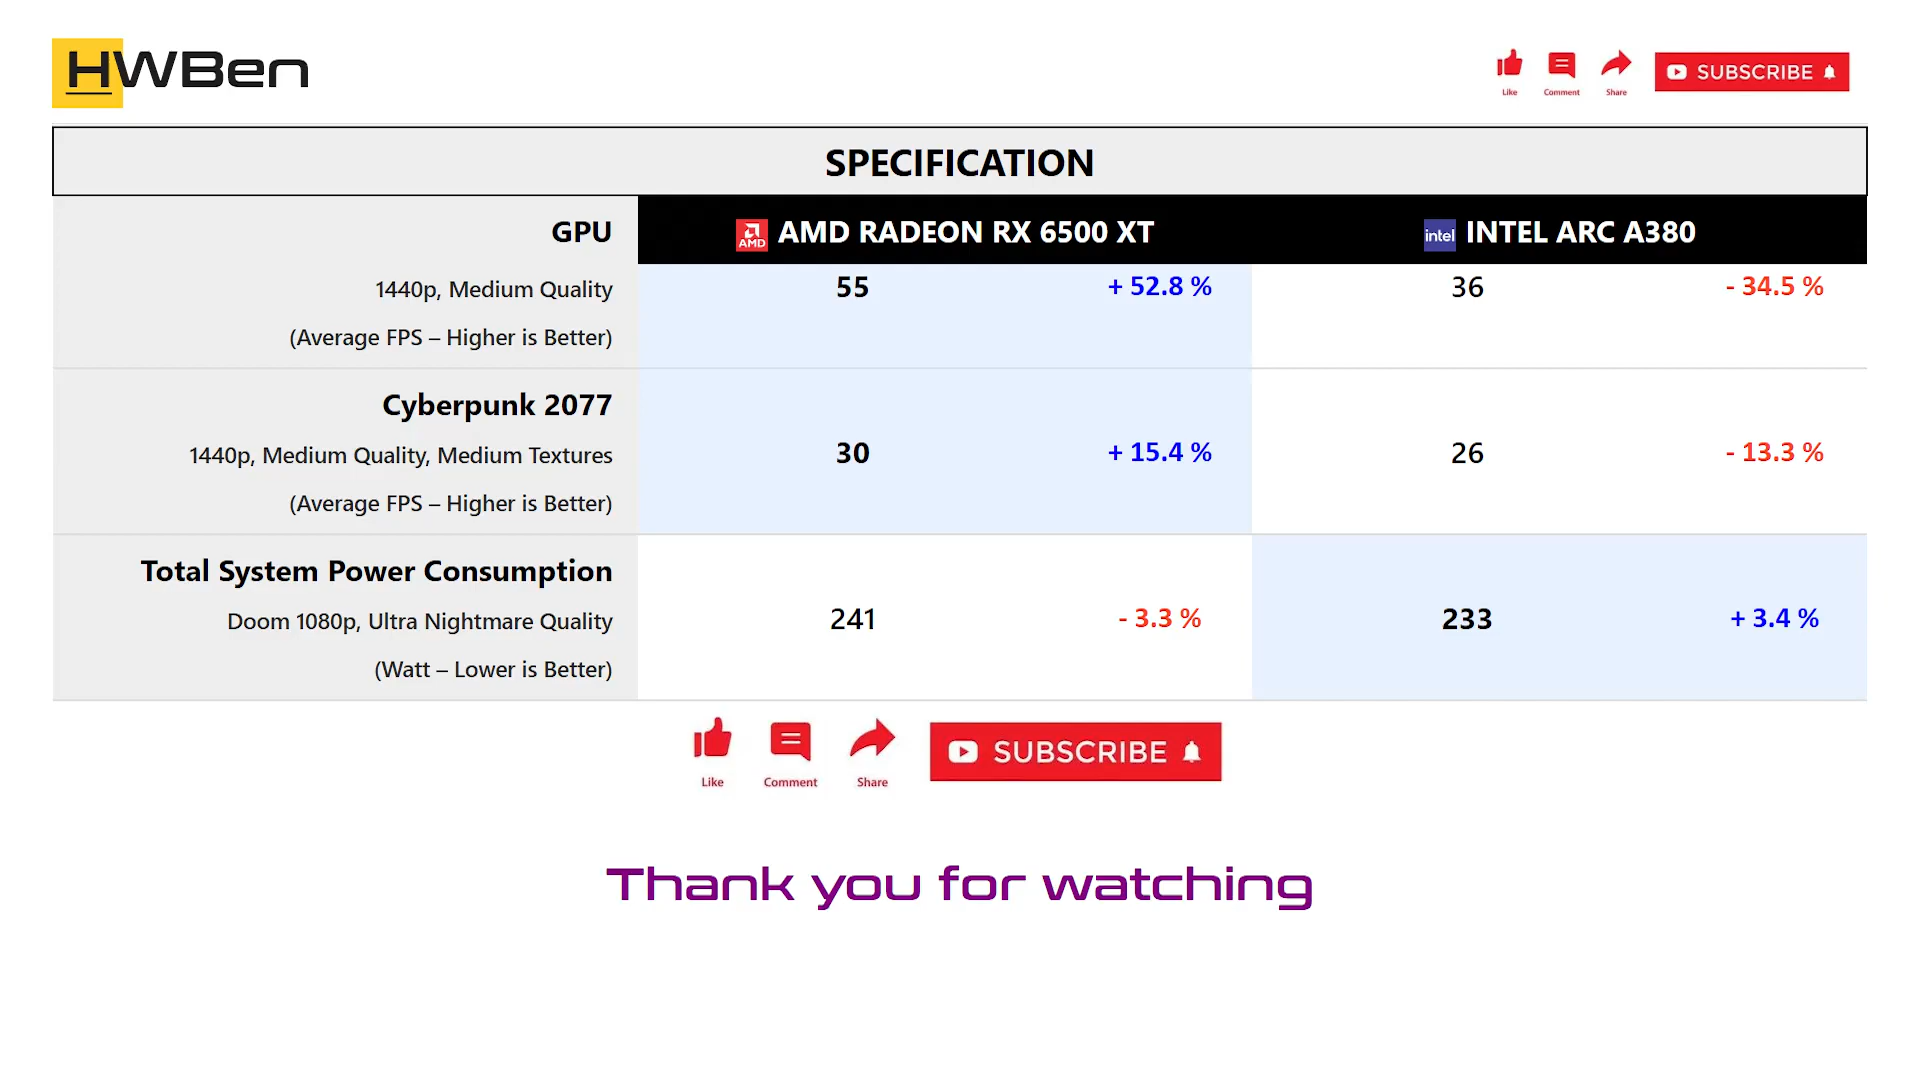 HWBen
Like
Comment
Share
SUBSCRIBE
SPECIFICATION
GPU
AMD
AMD RADEON RX 6500 XT
intel
INTEL ARC A380
1440p, Medium Quality
(Average FPS – Higher is Better)
55
+ 52.8 %
36
- 34.5 %
Cyberpunk 2077
1440p, Medium Quality, Medium Textures
(Average FPS – Higher is Better)
30
+ 15.4 %
26
- 13.3 %
Total System Power Consumption
Doom 1080p, Ultra Nightmare Quality
(Watt – Lower is Better)
241
- 3.3 %
233
+ 3.4 %
Like
Comment
Share
SUBSCRIBE
Thank you for watching